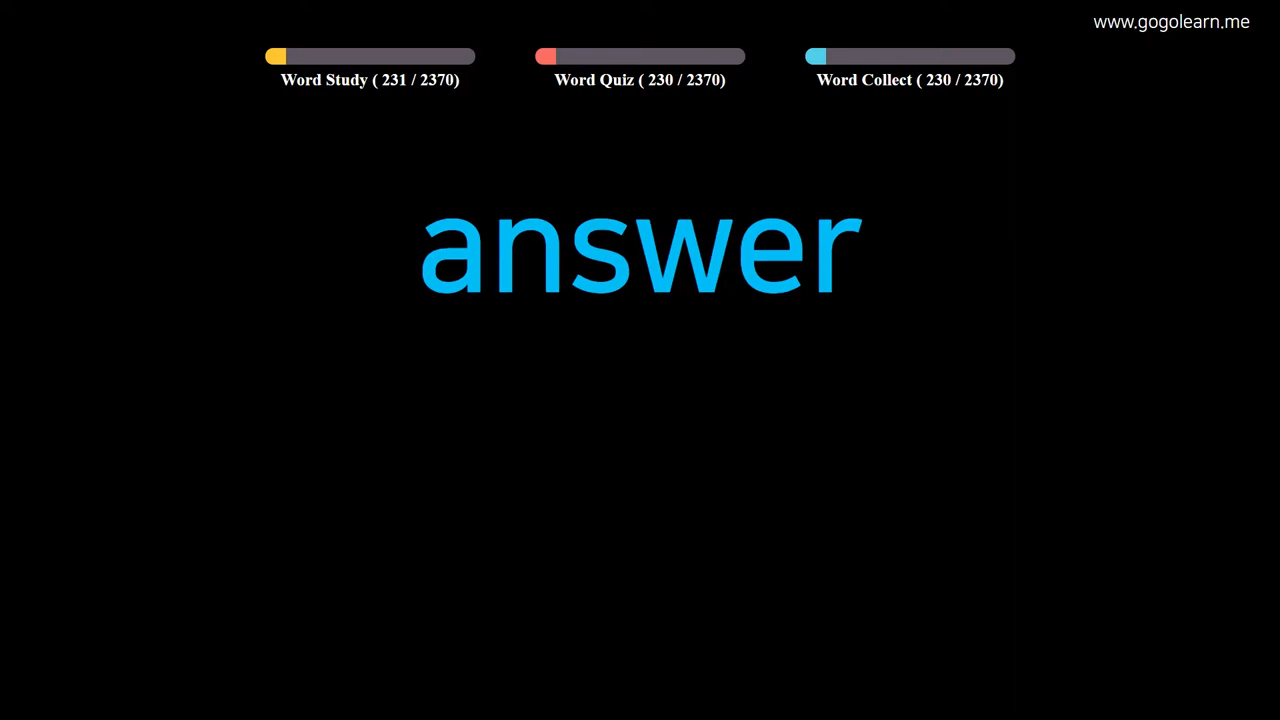 www.gogolearn.me
Word Study ( 231 / 2370) Word Quiz ( 230 / 2370) Word Collect ( 230 / 2370)
answer